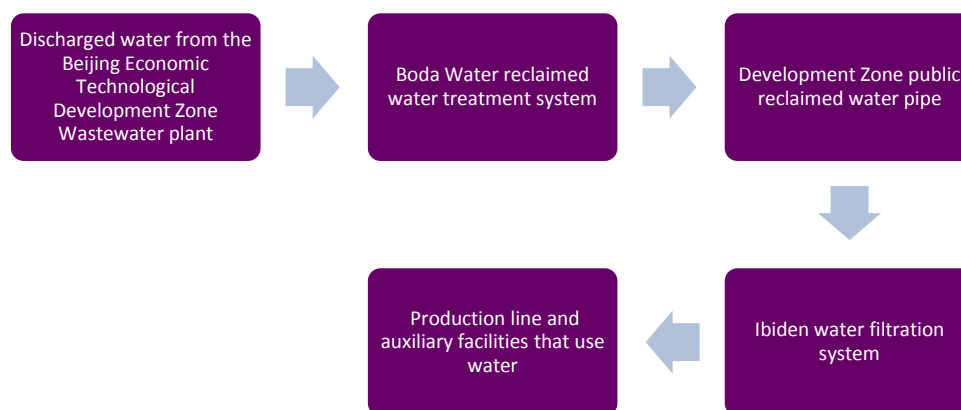 Discharged water from the
Beijing Economic
Technological
Development Zone
Wastewater plant
Boda Water reclaimed
water treatment system
Development Zone public
reclaimed water pipe
Ibiden water filtration
system
Production line and
auxiliary facilities that use
water